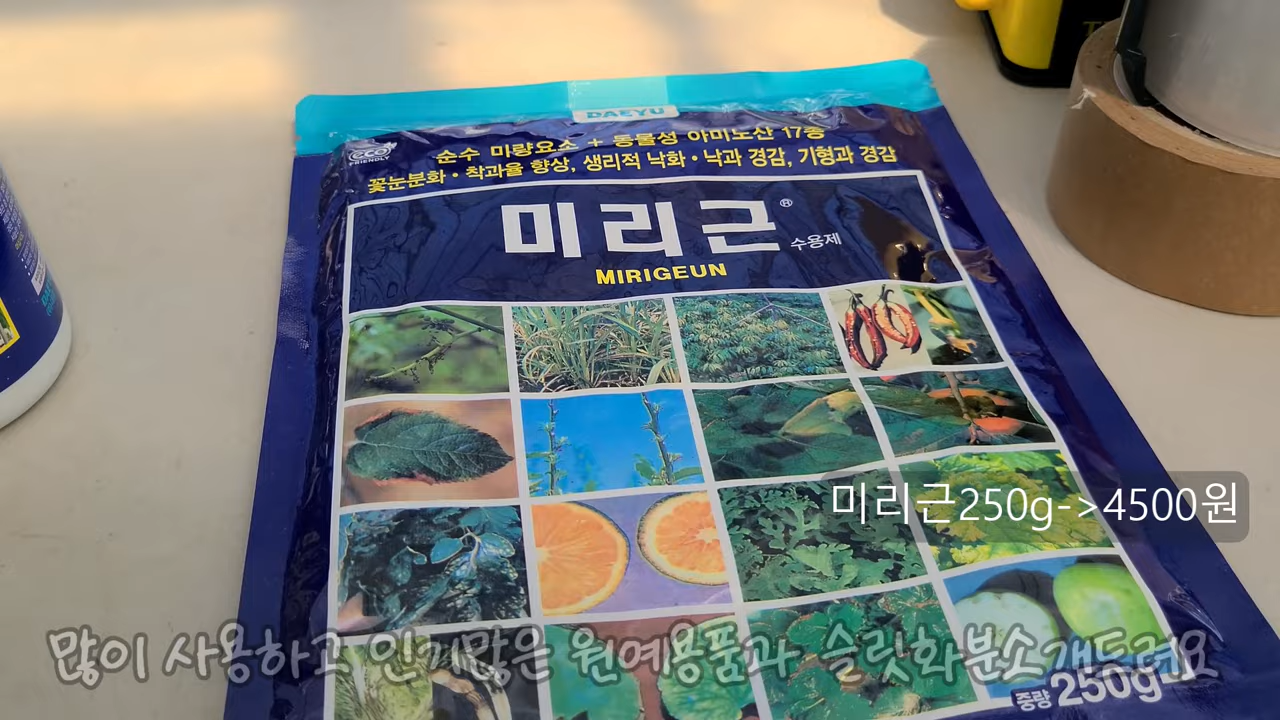 DAEYU
eco
FRIENDLY
순수 미량요소 + 동물성 아미노산 17종
꽃눈분화 · 착과율 향상, 생리적 낙화 · 낙과 경감, 기형과 경감
미리근®
수용제
MIRIGEUN
미리근250g->4500원
많이 사용하고 인기많은 원예용품과 슬릿화분소개드려요
중량 250g